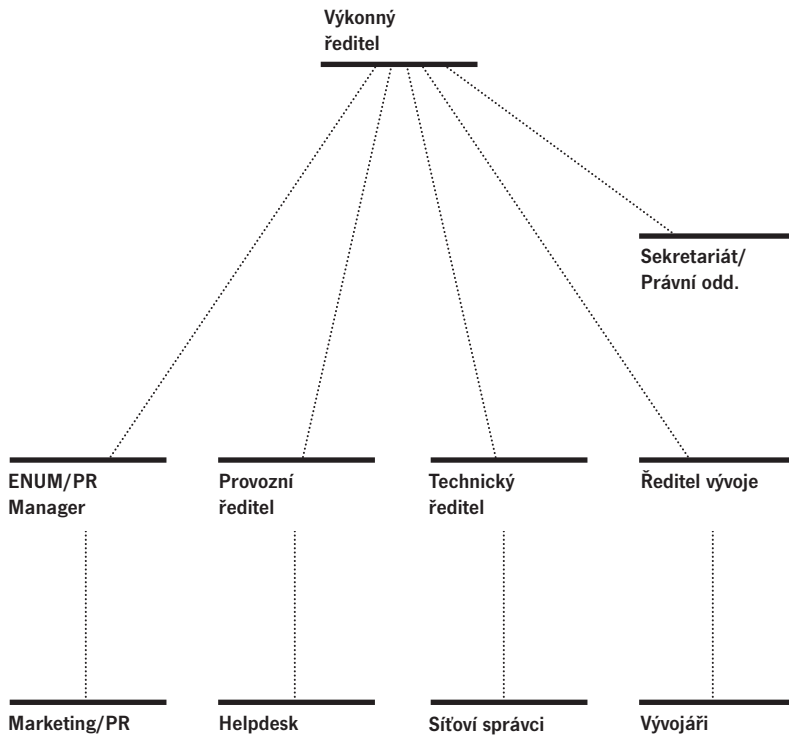 Výkonný
ředitel
Sekretariát/
Právní odd.
ENUM/PR
Manager
Provozní
ředitel
Technický
ředitel
Ředitel vývoje
Marketing/PR
Helpdesk
Síťoví správci
Vývojáři